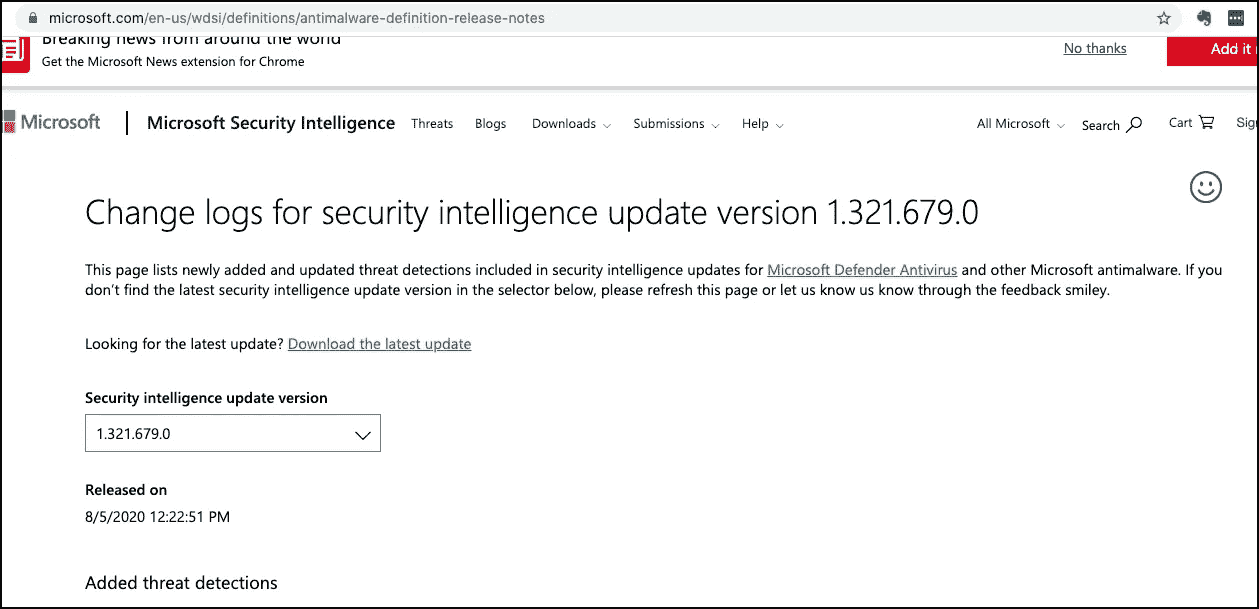 microsoft.com/en-us/wdsi/definitions/antimalware-definition-release-notes
Breaking news from around the world
Get the Microsoft News extension for Chrome
No thanks
Add it
Microsoft
Microsoft Security Intelligence
Threats
Blogs
Downloads
Submissions
Help
All Microsoft
Search
Cart
Sig
Change logs for security intelligence update version 1.321.679.0
This page lists newly added and updated threat detections included in security intelligence updates for Microsoft Defender Antivirus and other Microsoft antimalware. If you
don't find the latest security intelligence update version in the selector below, please refresh this page or let us know us know through the feedback smiley.
Looking for the latest update? Download the latest update
Security intelligence update version
1.321.679.0
Released on
8/5/2020 12:22:51 PM
Added threat detections